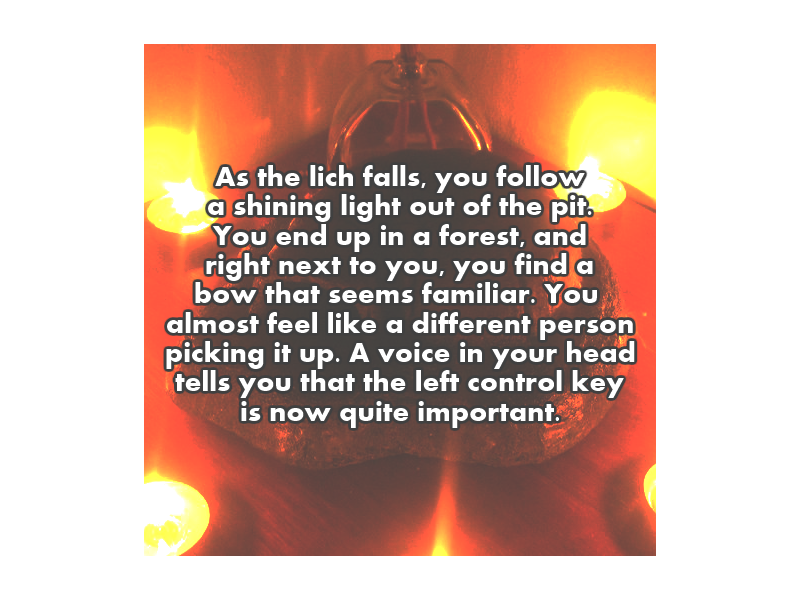 As the lich falls, you follow
a shining light out of the pit.
You end up in a forest, and
right next to you, you find a
bow that seems familiar. You
almost feel like a different person
picking it up. A voice in your head
tells you that the left control key
is now quite important.